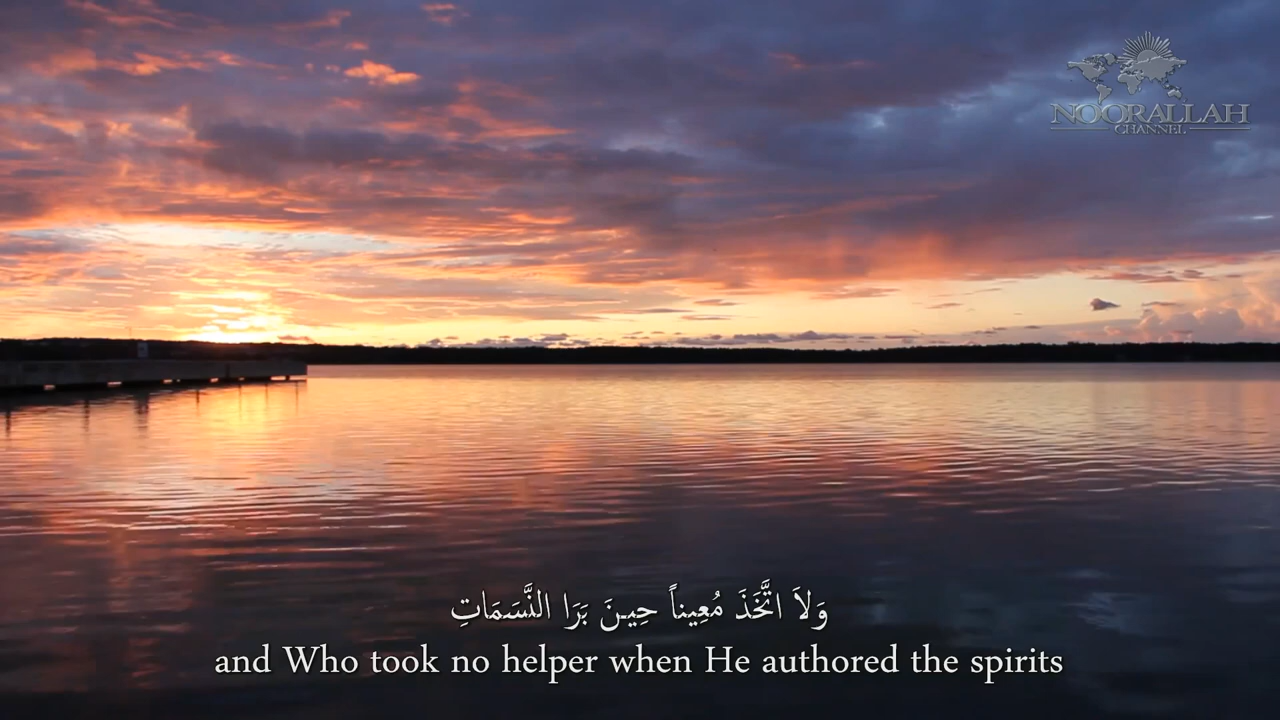 NOORALLAH
CHANNEL
وَلاَ اتَّخَذَ مُعِيناً حِينَ بَرَا النَّسَمَاتِ
and Who took no helper when He authored the spirits